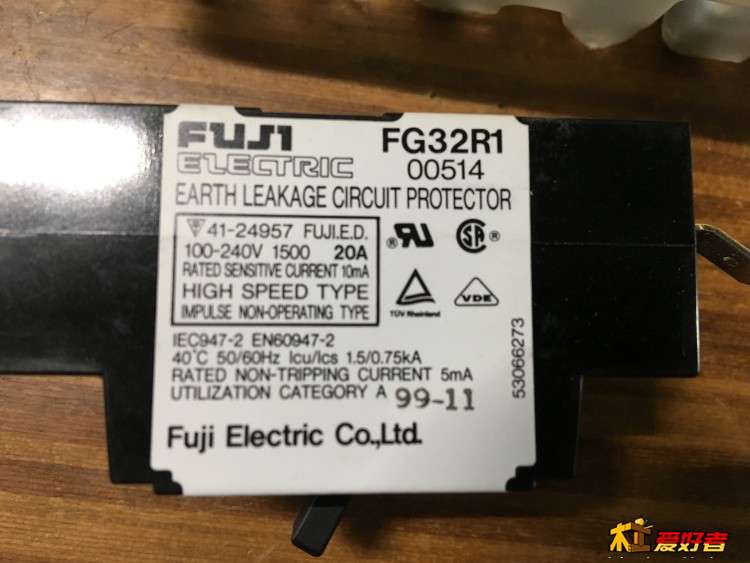 FUJI
ELECTRIC
FG32R1
00514
EARTH LEAKAGE CIRCUIT PROTECTOR
41-24957 FUJI.E.D.
100-240V 1500 20A
RATED SENSITIVE CURRENT 10mA
HIGH SPEED TYPE
IMPULSE NON-OPERATING TYPE
RU
SA
TÜV Rheinland
VDE
IEC947-2 EN60947-2
40℃ 50/60Hz Icu/Ics 1.5/0.75kA
RATED NON-TRIPPING CURRENT 5mA
UTILIZATION CATEGORY A 99-11
53066273
Fuji Electric Co.,Ltd.
爱好者